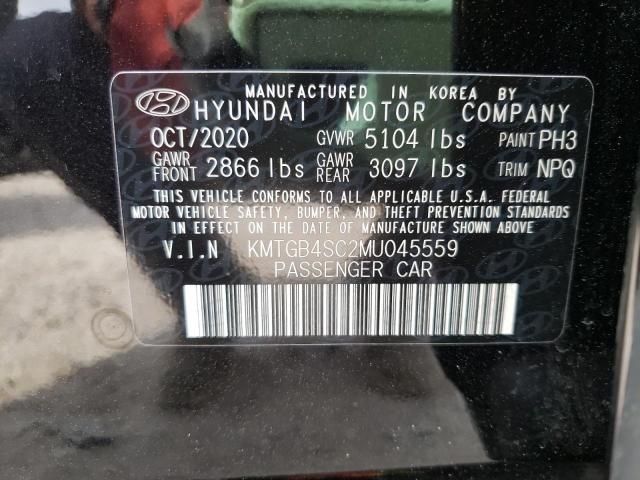 MANUFACTURED IN KOREA BY
HYUNDAI MOTOR COMPANY
OCT/2020 GVWR 5104 lbs PAINT PH3
GAWR FRONT 2866 lbs GAWR REAR 3097 lbs TRIM NPQ
THIS VEHICLE CONFORMS TO ALL APPLICABLE U.S.A. FEDERAL
MOTOR VEHICLE SAFETY, BUMPER, AND THEFT PREVENTION STANDARDS
IN EFFECT ON THE DATE OF MANUFACTURE SHOWN ABOVE.
V.I.N KMTGB4SC2MU045559
PASSENGER CAR